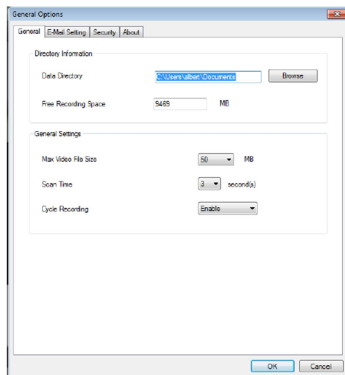 General Options
General E-Mail Setting Security About
Directory Information
Data Directory C:\Users\albert\Documents Browse
Free Recording Space 9469 MB
General Settings
Max Video File Size 50 MB
Scan Time 3 second(s)
Cycle Recording Enable
OK Cancel